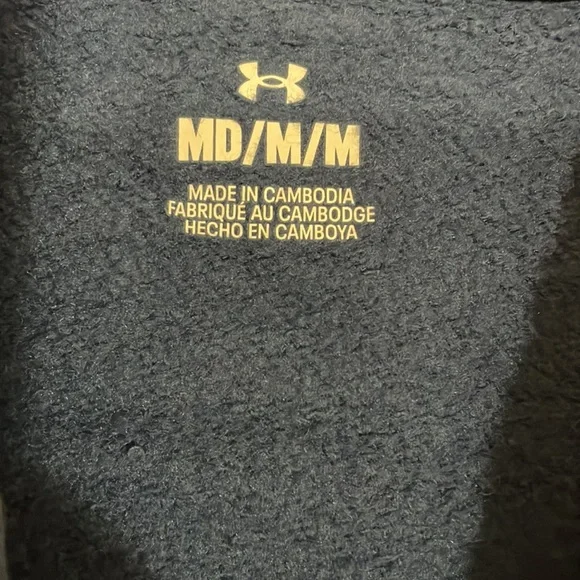 MD/M/M
MADE IN CAMBODIA
FABRIQUÉ AU CAMBODGE
HECHO EN CAMBOYA